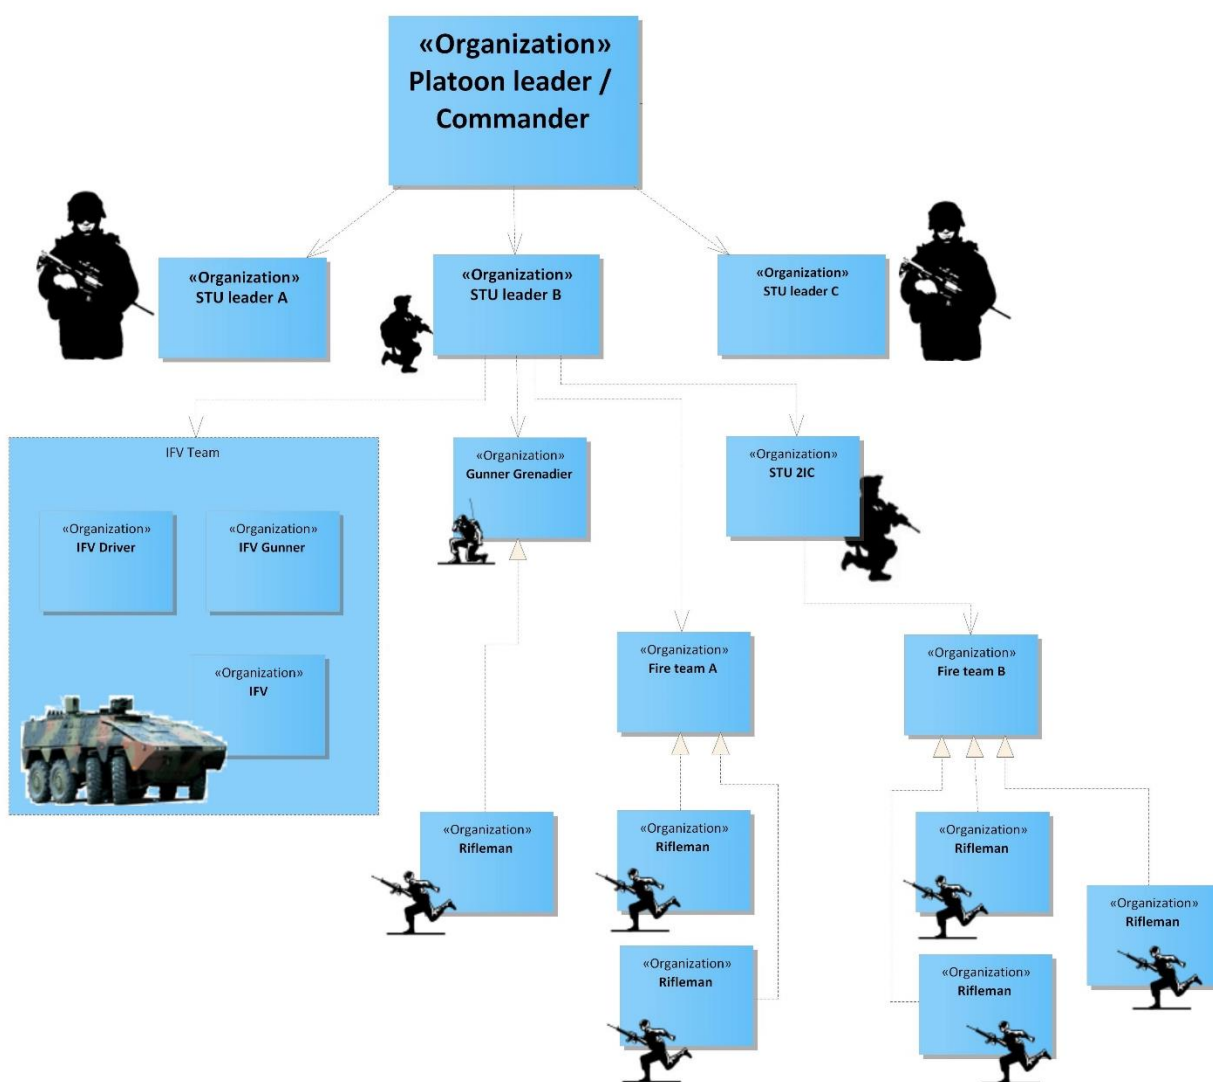 «Organization»
Platoon leader /
Commander
«Organization»
STU leader A
«Organization»
STU leader B
«Organization»
STU leader C
IFV Team
«Organization»
IFV Driver
«Organization»
IFV Gunner
«Organization»
IFV
«Organization»
Gunner Grenadier
«Organization»
STU 2IC
«Organization»
Fire team A
«Organization»
Fire team B
«Organization»
Rifleman
«Organization»
Rifleman
«Organization»
Rifleman
«Organization»
Rifleman
«Organization»
Rifleman
«Organization»
Rifleman